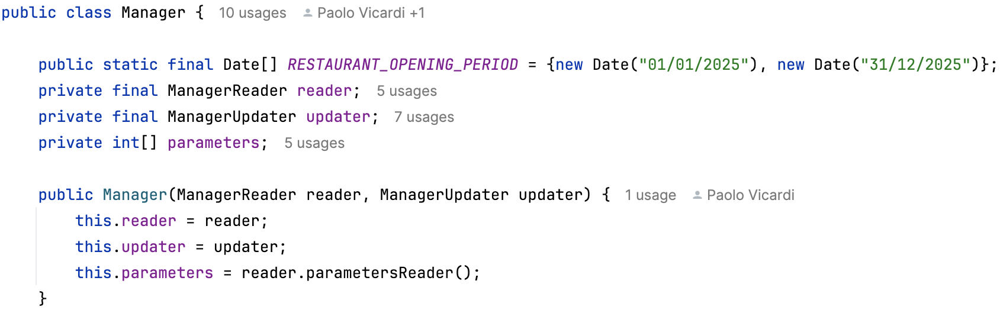 public class Manager {   10 usages   Paolo Vicardi +1
    public static final Date[] RESTAURANT_OPENING_PERIOD = {new Date("01/01/2025"), new Date("31/12/2025")};
    private final ManagerReader reader;   5 usages
    private final ManagerUpdater updater;   7 usages
    private int[] parameters;   5 usages
    public Manager(ManagerReader reader, ManagerUpdater updater) {   1 usage   Paolo Vicardi
        this.reader = reader;
        this.updater = updater;
        this.parameters = reader.parametersReader();
    }